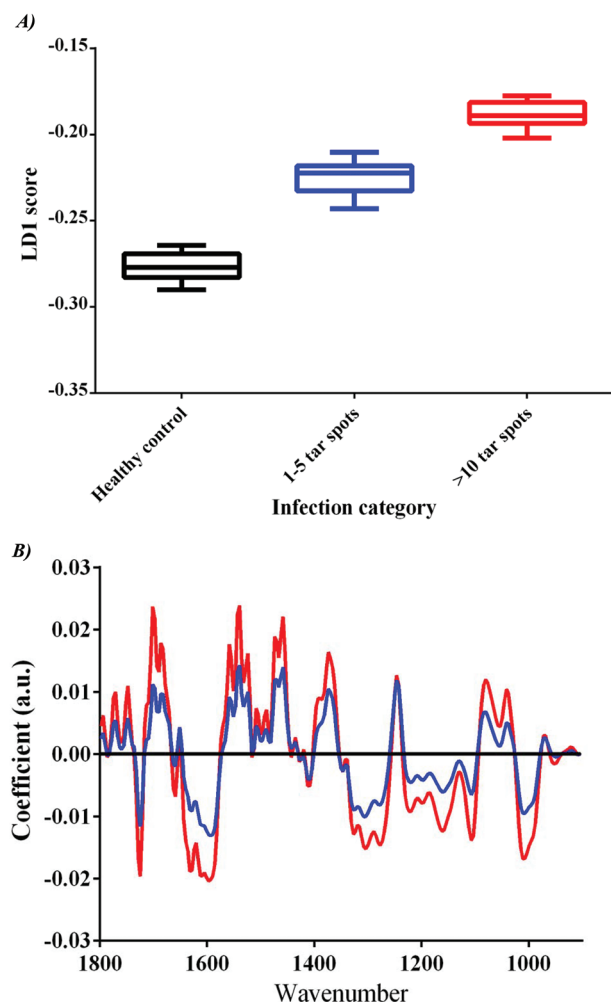 A)
-0.15
-0.20
-0.25
-0.30
-0.35
LD1 score
Healthy control
1-5 tar spots
>10 tar spots
Infection category
B)
0.03
0.02
0.01
0.00
-0.01
-0.02
-0.03
Coefficient (a.u.)
1800 1600 1400 1200 1000
Wavenumber